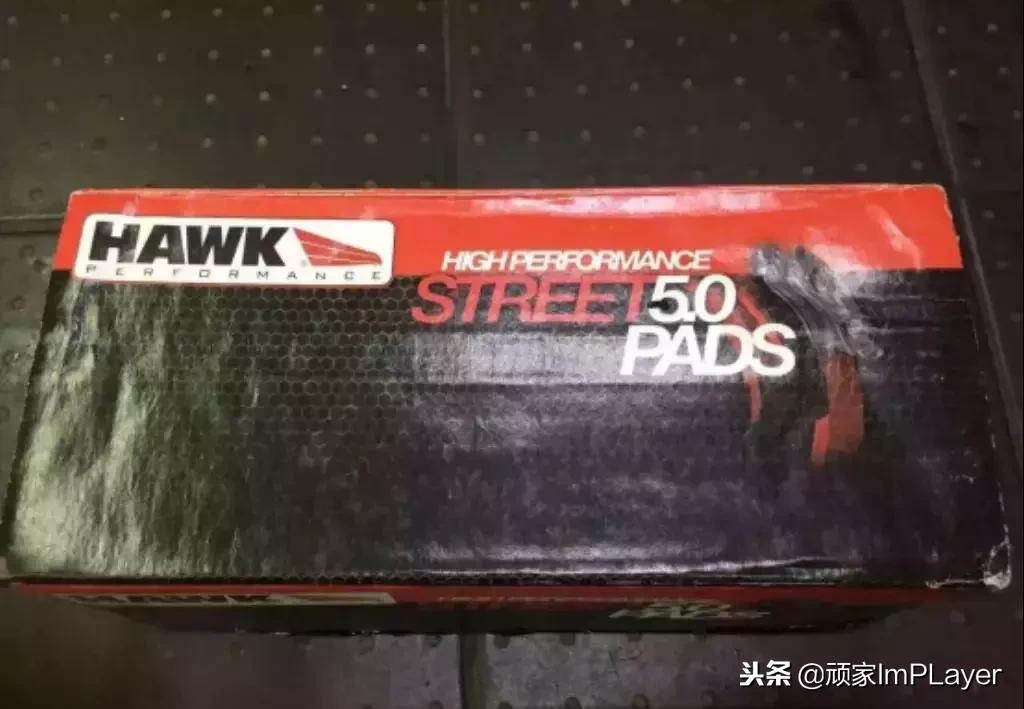 HAWK
PERFORMANCE
HIGH PERFORMANCE
STREET 5.0
PADS
HAWK
头条 @顽家ImPLayer